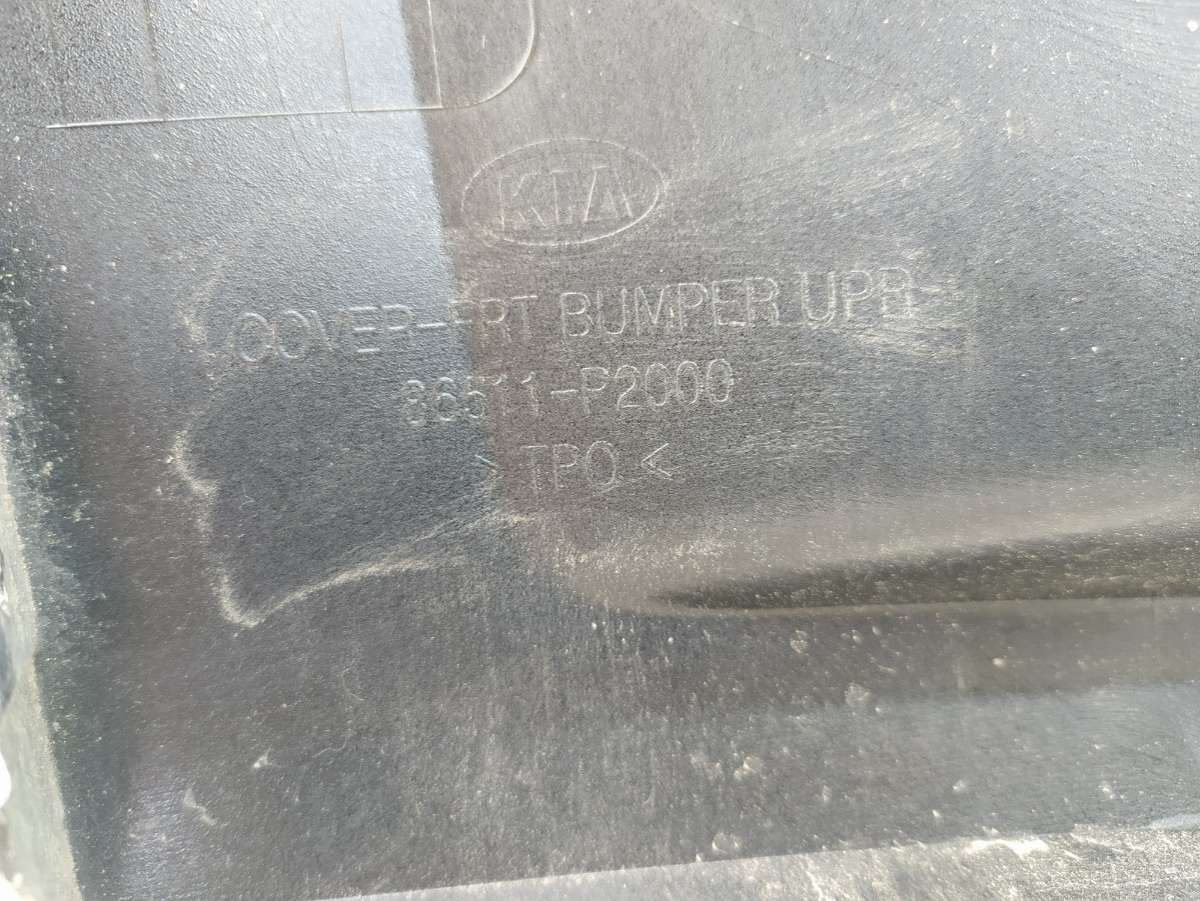 KIA
COVER-FRT BUMPER UPR
86511-P2000
>TPO<